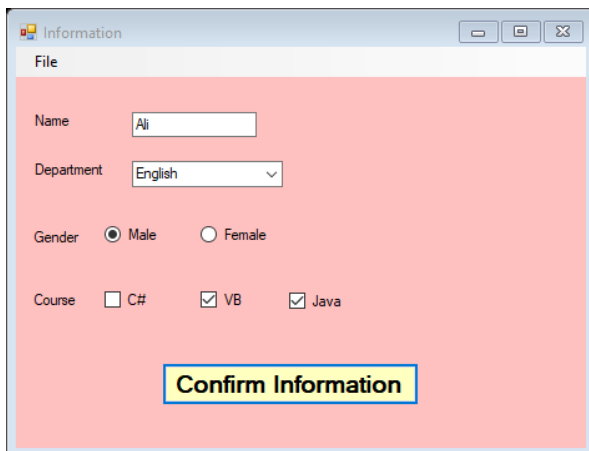 Information
File
Name Ali
Department English
Gender Male Female
Course C# VB Java
Confirm Information